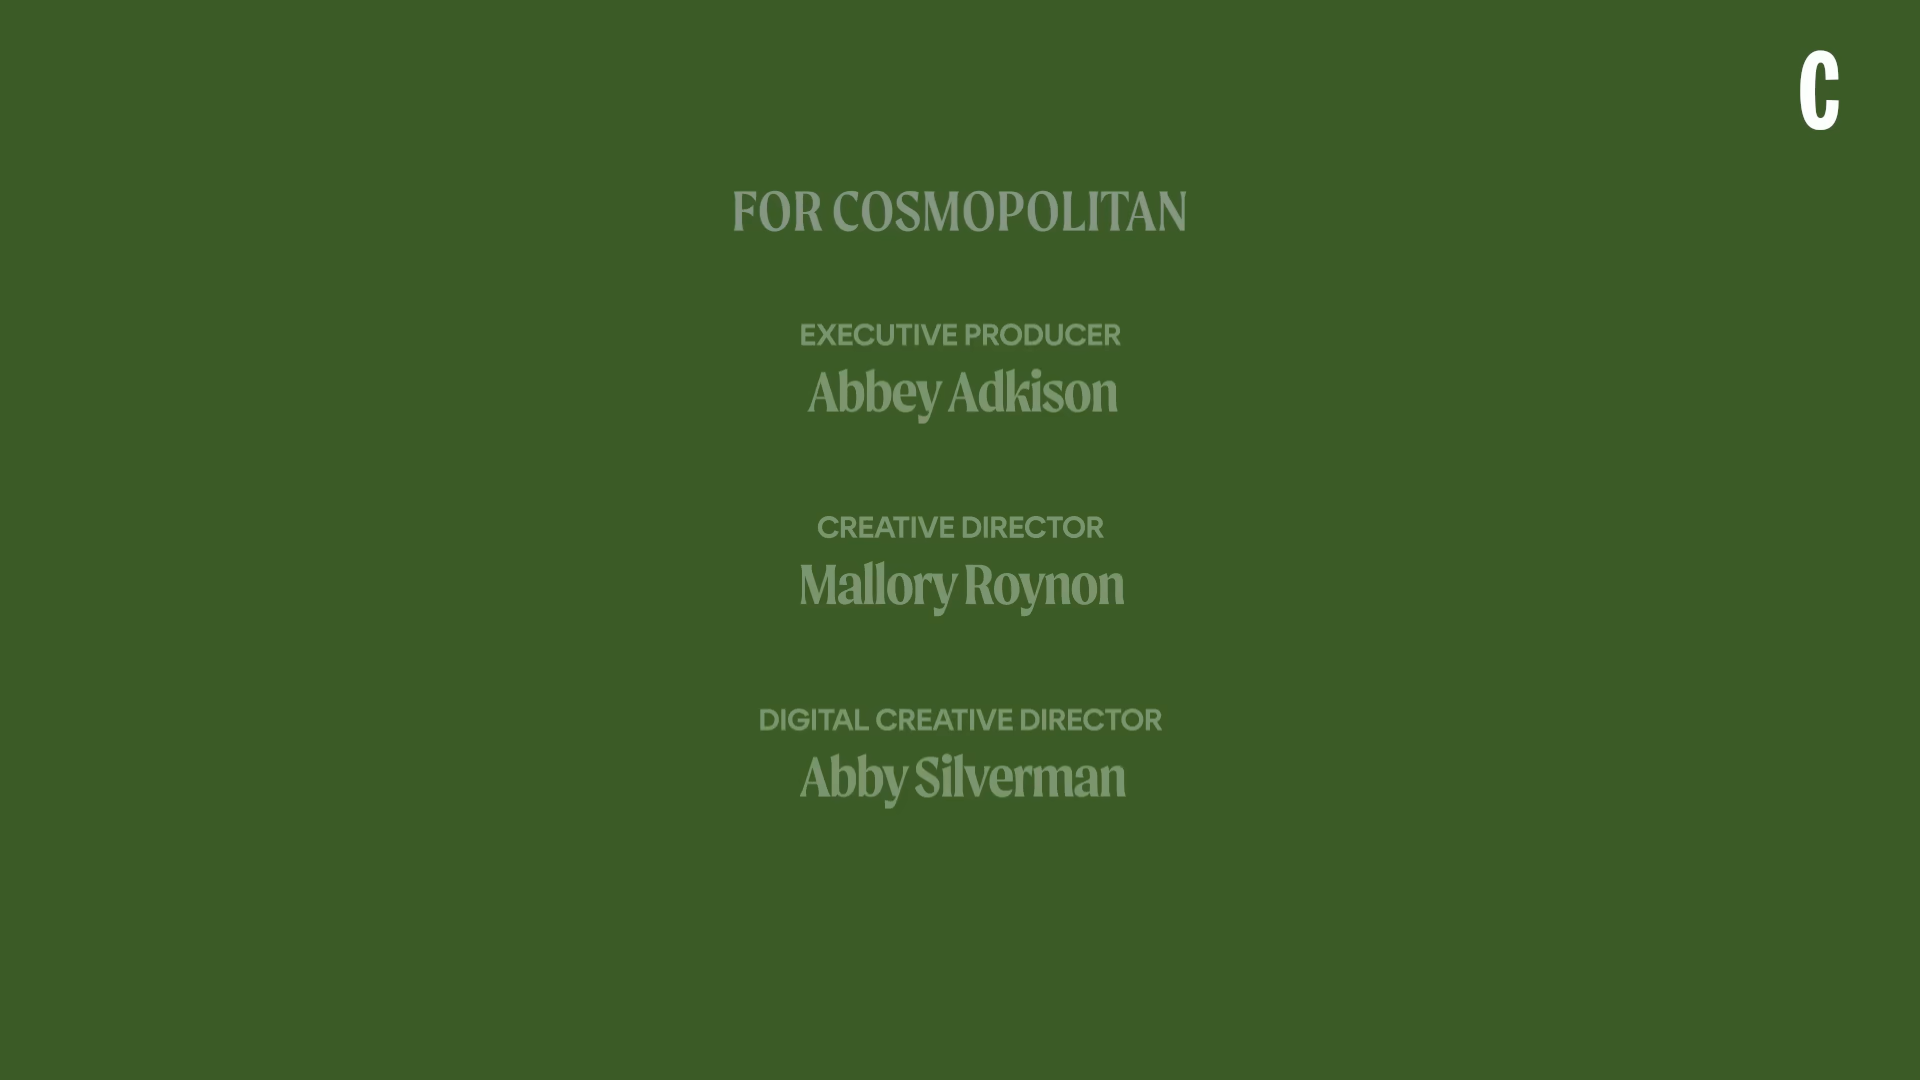 C
FOR COSMOPOLITAN
EXECUTIVE PRODUCER
Abbey Adkison
CREATIVE DIRECTOR
Mallory Roynon
DIGITAL CREATIVE DIRECTOR
Abby Silverman